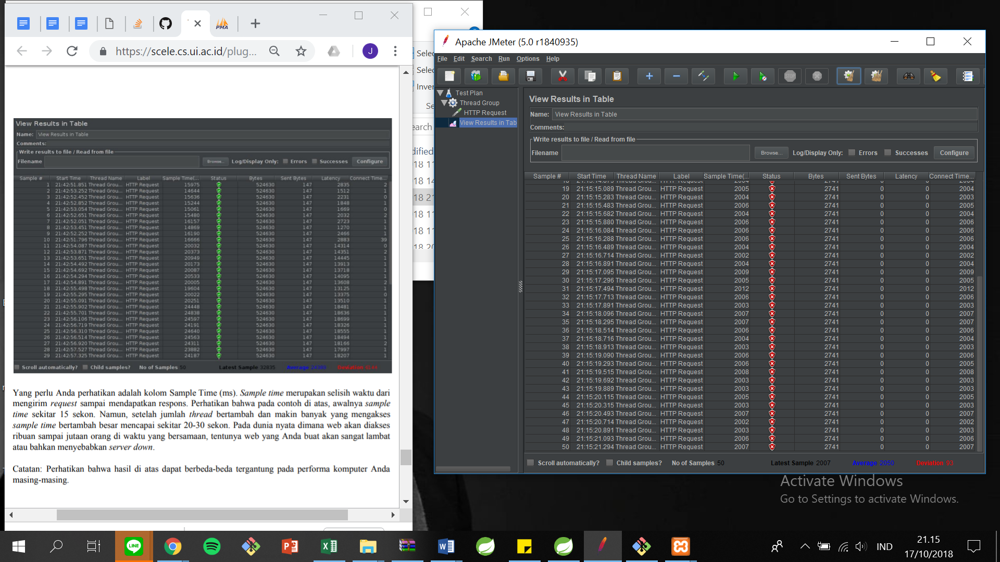 https://scele.cs.ui.ac.id/plug...
J
PMA
View Results in Table
Name: View Results in Table
Comments:
Write results to file / Read from file
Filename Browse... Log/Display Only: Errors Successes Configure
Sample # Start Time Thread Name Label Sample Time(... Status Bytes Sent Bytes Latency Connect Time...
1 21:42:51.851 Thread Grou... HTTP Request 15975 524630 147 2835 2
2 21:42:53.252 Thread Grou... HTTP Request 14644 524630 147 1512 1
3 21:42:52.452 Thread Grou... HTTP Request 15636 524630 147 2231 0
4 21:42:52.852 Thread Grou... HTTP Request 15244 524630 147 1848 1
5 21:42:53.054 Thread Grou... HTTP Request 15061 524630 147 1669 0
6 21:42:52.651 Thread Grou... HTTP Request 15480 524630 147 2032 2
7 21:42:52.051 Thread Grou... HTTP Request 16157 524630 147 2723 1
8 21:42:53.451 Thread Grou... HTTP Request 14869 524630 147 1270 1
9 21:42:52.252 Thread Grou... HTTP Request 16190 524630 147 2466 1
10 21:42:51.796 Thread Grou... HTTP Request 16666 524630 147 2883 39
11 21:42:54.087 Thread Grou... HTTP Request 20032 524630 147 14314 0
12 21:42:53.871 Thread Grou... HTTP Request 20373 524630 147 14351 2
13 21:42:53.651 Thread Grou... HTTP Request 20949 524630 147 14445 1
14 21:42:54.492 Thread Grou... HTTP Request 20173 524630 147 13913 1
15 21:42:54.692 Thread Grou... HTTP Request 20087 524630 147 13718 1
16 21:42:54.294 Thread Grou... HTTP Request 20533 524630 147 14095 1
17 21:42:54.891 Thread Grou... HTTP Request 20005 524630 147 13608 2
18 21:42:55.498 Thread Grou... HTTP Request 19604 524630 147 13125 1
19 21:42:55.295 Thread Grou... HTTP Request 20022 524630 147 13375 0
20 21:42:55.091 Thread Grou... HTTP Request 20251 524630 147 13510 1
21 21:42:55.902 Thread Grou... HTTP Request 24448 524630 147 18481 1
22 21:42:55.701 Thread Grou... HTTP Request 24838 524630 147 18636 1
23 21:42:56.106 Thread Grou... HTTP Request 24597 524630 147 18699 1
24 21:42:56.719 Thread Grou... HTTP Request 24191 524630 147 18326 1
25 21:42:56.310 Thread Grou... HTTP Request 24640 524630 147 18555 1
26 21:42:56.514 Thread Grou... HTTP Request 24563 524630 147 18494 1
27 21:42:56.920 Thread Grou... HTTP Request 24311 524630 147 18166 2
28 21:42:57.527 Thread Grou... HTTP Request 23882 524630 147 17997 1
29 21:42:57.325 Thread Grou... HTTP Request 24187 524630 147 18207 1
Scroll automatically? Child samples? No of Samples 50 Latest Sample 32835 Average Deviation
Yang perlu Anda perhatikan adalah kolom Sample Time (ms). Sample time merupakan selisih waktu dari
mengirim request sampai mendapatkan respons. Perhatikan bahwa pada contoh di atas, awalnya sample
time sekitar 15 sekon. Namun, setelah jumlah thread bertambah dan makin banyak yang mengakses
sample time bertambah besar mencapai sekitar 20-30 sekon. Pada dunia nyata dimana web akan diakses
ribuan sampai jutaan orang di waktu yang bersamaan, tentunya web yang Anda buat akan sangat lambat
atau bahkan menyebabkan server down.
Catatan: Perhatikan bahwa hasil di atas dapat berbeda-beda tergantung pada performa komputer Anda
masing-masing.
Selec
Selec
Inver
Se
earch
dified
18 11
18 14
18 21
18 11
18 11
18 20
Apache JMeter (5.0 r1840935)
File Edit Search Run Options Help
STOP
Test Plan
Thread Group
HTTP Request
View Results in Tab
View Results in Table
Name: View Results in Table
Comments:
Write results to file / Read from file
Filename Browse... Log/Display Only: Errors Successes Configure
Sample # Start Time Thread Name Label Sample Time(... Status Bytes Sent Bytes Latency Connect Time...
19 21:15:15.089 Thread Grou... HTTP Request 2005 2741 0 0 2004
20 21:15:15.283 Thread Grou... HTTP Request 2004 2741 0 0 2003
21 21:15:15.483 Thread Grou... HTTP Request 2006 2741 0 0 2005
22 21:15:15.682 Thread Grou... HTTP Request 2004 2741 0 0 2004
23 21:15:15.880 Thread Grou... HTTP Request 2006 2741 0 0 2006
24 21:15:16.084 Thread Grou... HTTP Request 2006 2741 0 0 2006
25 21:15:16.288 Thread Grou... HTTP Request 2006 2741 0 0 2006
26 21:15:16.489 Thread Grou... HTTP Request 2004 2741 0 0 2004
27 21:15:16.714 Thread Grou... HTTP Request 2002 2741 0 0 2002
28 21:15:16.891 Thread Grou... HTTP Request 2004 2741 0 0 2004
29 21:15:17.095 Thread Grou... HTTP Request 2009 2741 0 0 2009
30 21:15:17.296 Thread Grou... HTTP Request 2005 2741 0 0 2005
31 21:15:17.494 Thread Grou... HTTP Request 2012 2741 0 0 2012
32 21:15:17.713 Thread Grou... HTTP Request 2006 2741 0 0 2006
33 21:15:17.891 Thread Grou... HTTP Request 2003 2741 0 0 2003
34 21:15:18.096 Thread Grou... HTTP Request 2007 2741 0 0 2007
35 21:15:18.295 Thread Grou... HTTP Request 2007 2741 0 0 2007
36 21:15:18.514 Thread Grou... HTTP Request 2006 2741 0 0 2006
37 21:15:18.716 Thread Grou... HTTP Request 2004 2741 0 0 2004
38 21:15:18.913 Thread Grou... HTTP Request 2003 2741 0 0 2003
39 21:15:19.090 Thread Grou... HTTP Request 2006 2741 0 0 2006
40 21:15:19.293 Thread Grou... HTTP Request 2006 2741 0 0 2005
41 21:15:19.515 Thread Grou... HTTP Request 2008 2741 0 0 2008
42 21:15:19.692 Thread Grou... HTTP Request 2003 2741 0 0 2003
43 21:15:19.889 Thread Grou... HTTP Request 2003 2741 0 0 2003
44 21:15:20.115 Thread Grou... HTTP Request 2005 2741 0 0 2005
45 21:15:20.315 Thread Grou... HTTP Request 2003 2741 0 0 2003
46 21:15:20.493 Thread Grou... HTTP Request 2007 2741 0 0 2007
47 21:15:20.714 Thread Grou... HTTP Request 2002 2741 0 0 2002
48 21:15:20.891 Thread Grou... HTTP Request 2003 2741 0 0 2003
49 21:15:21.093 Thread Grou... HTTP Request 2006 2741 0 0 2006
50 21:15:21.294 Thread Grou... HTTP Request 2007 2741 0 0 2007
Scroll automatically? Child samples? No of Samples 50 Latest Sample 2007 Average 2050 Deviation 93
Activate Windows
Go to Settings to activate Windows.
LINE
IND
21.15
17/10/2018